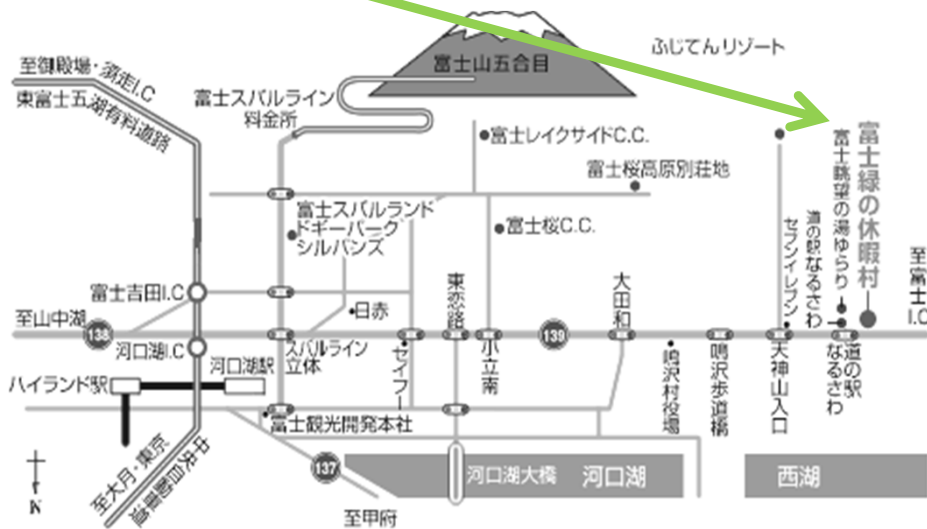 至御殿場・須走I.C
東富士五湖有料道路
富士スバルライン
料金所
富士山五合目
ふじてんリゾート
富士レイクサイドC.C.
富士桜高原別荘地
富士スバルランド
ドギーパーク
シルバンズ
富士桜C.C.
セブンイレブン
道の駅なるさわ
富士眺望の湯ゆらり
富士緑の休暇村
至富士I.C
富士吉田I.C
日赤
東恋路
大田和
至山中湖
138
139
河口湖I.C
河口湖駅
スバルライン
立体
セイフー
小立南
鳴沢村役場
鳴沢歩道橋
天神山入口
道の駅
なるさわ
ハイランド駅
富士観光開発本社
至大月・東京
中央自動車道
137
河口湖大橋
河口湖
西湖
至甲府
N